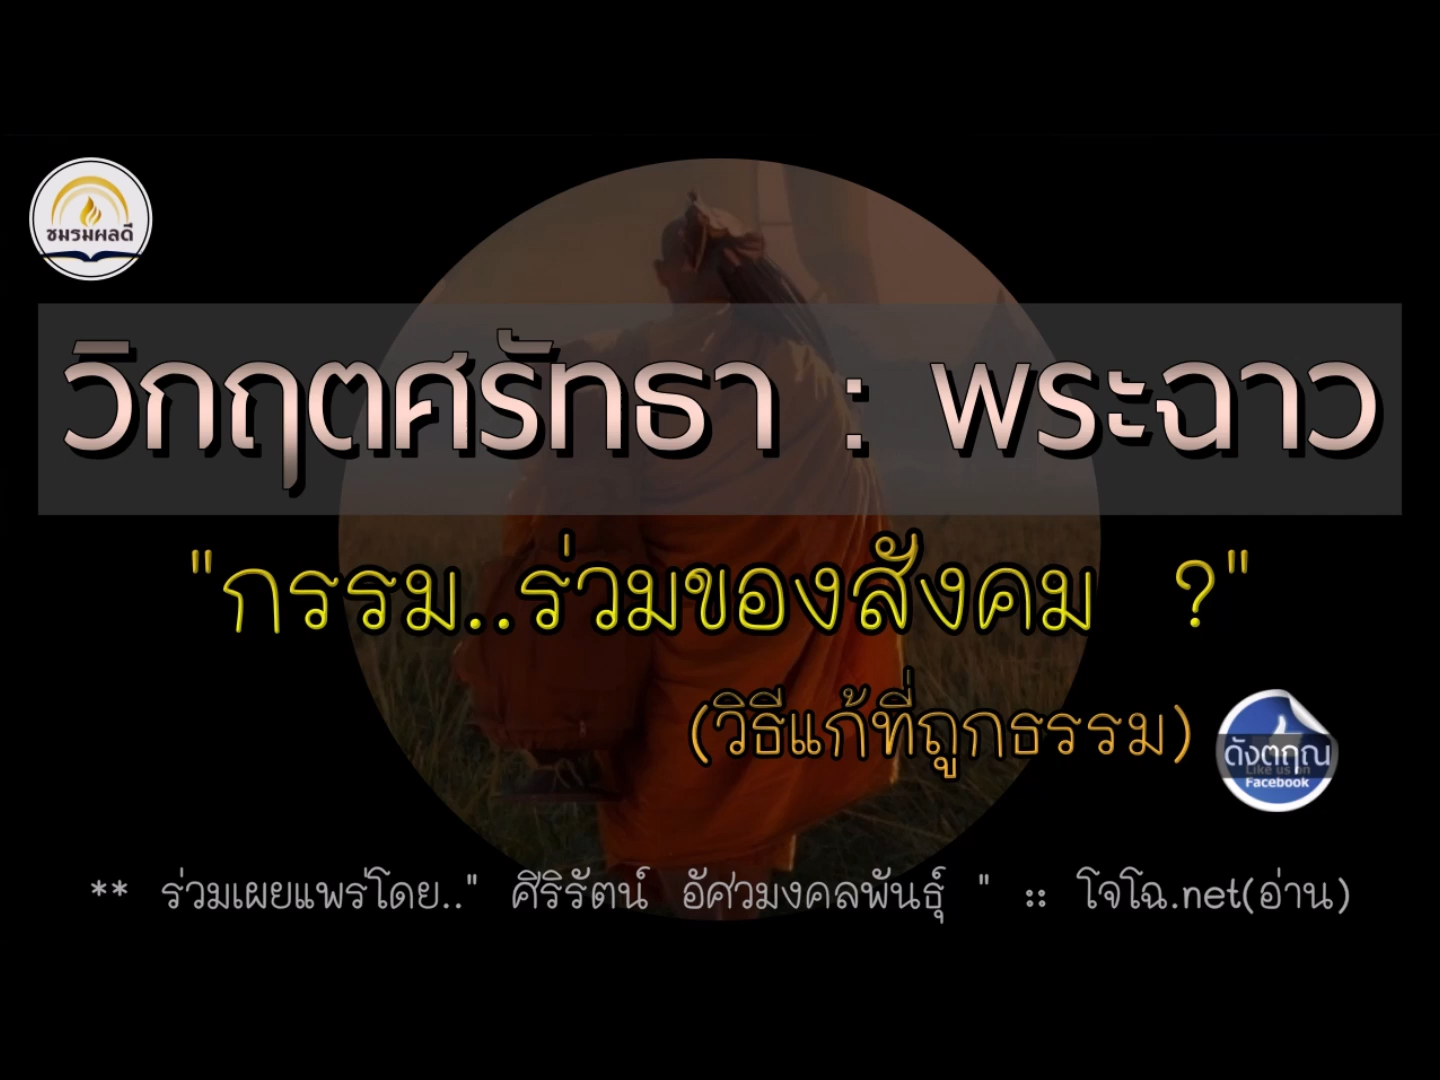 ชมรมผลดี
วิกฤตศรัทธา : พระฉาว
"กรรม..ร่วมของสังคม ?"
(วิธีแก้ที่ถูกธรรม)
ดังตฤณ
Like us on
Facebook
** ร่วมเผยแพร่โดย.." ศิริรัตน์ อัศวมงคลพันธุ์ " :: โจโฉ.net(อ่าน)